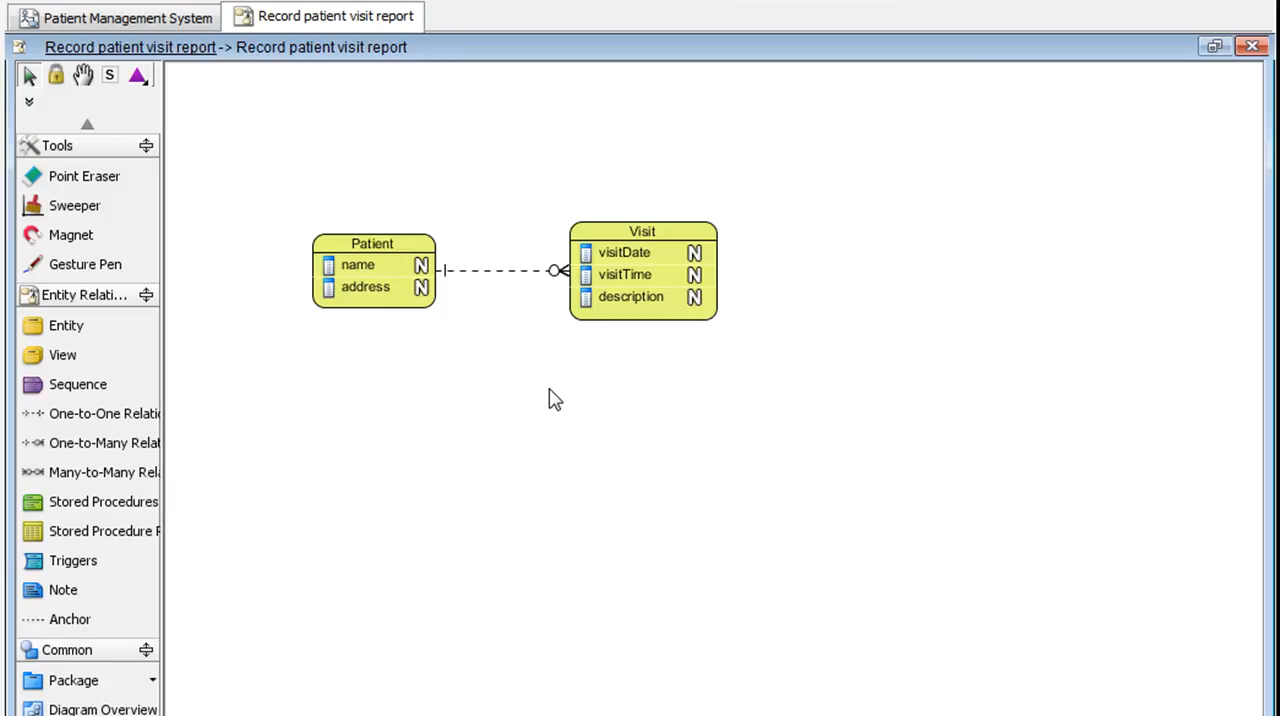 Patient Management System
Record patient visit report
Record patient visit report -> Record patient visit report
S
Tools
Point Eraser
Sweeper
Magnet
Gesture Pen
Entity Relati...
Entity
View
Sequence
One-to-One Relati
One-to-Many Relat
Many-to-Many Rel
Stored Procedures
Stored Procedure
Triggers
Note
Anchor
Common
Package
Diagram Overview
Patient
name N
address N
Visit
visitDate N
visitTime N
description N